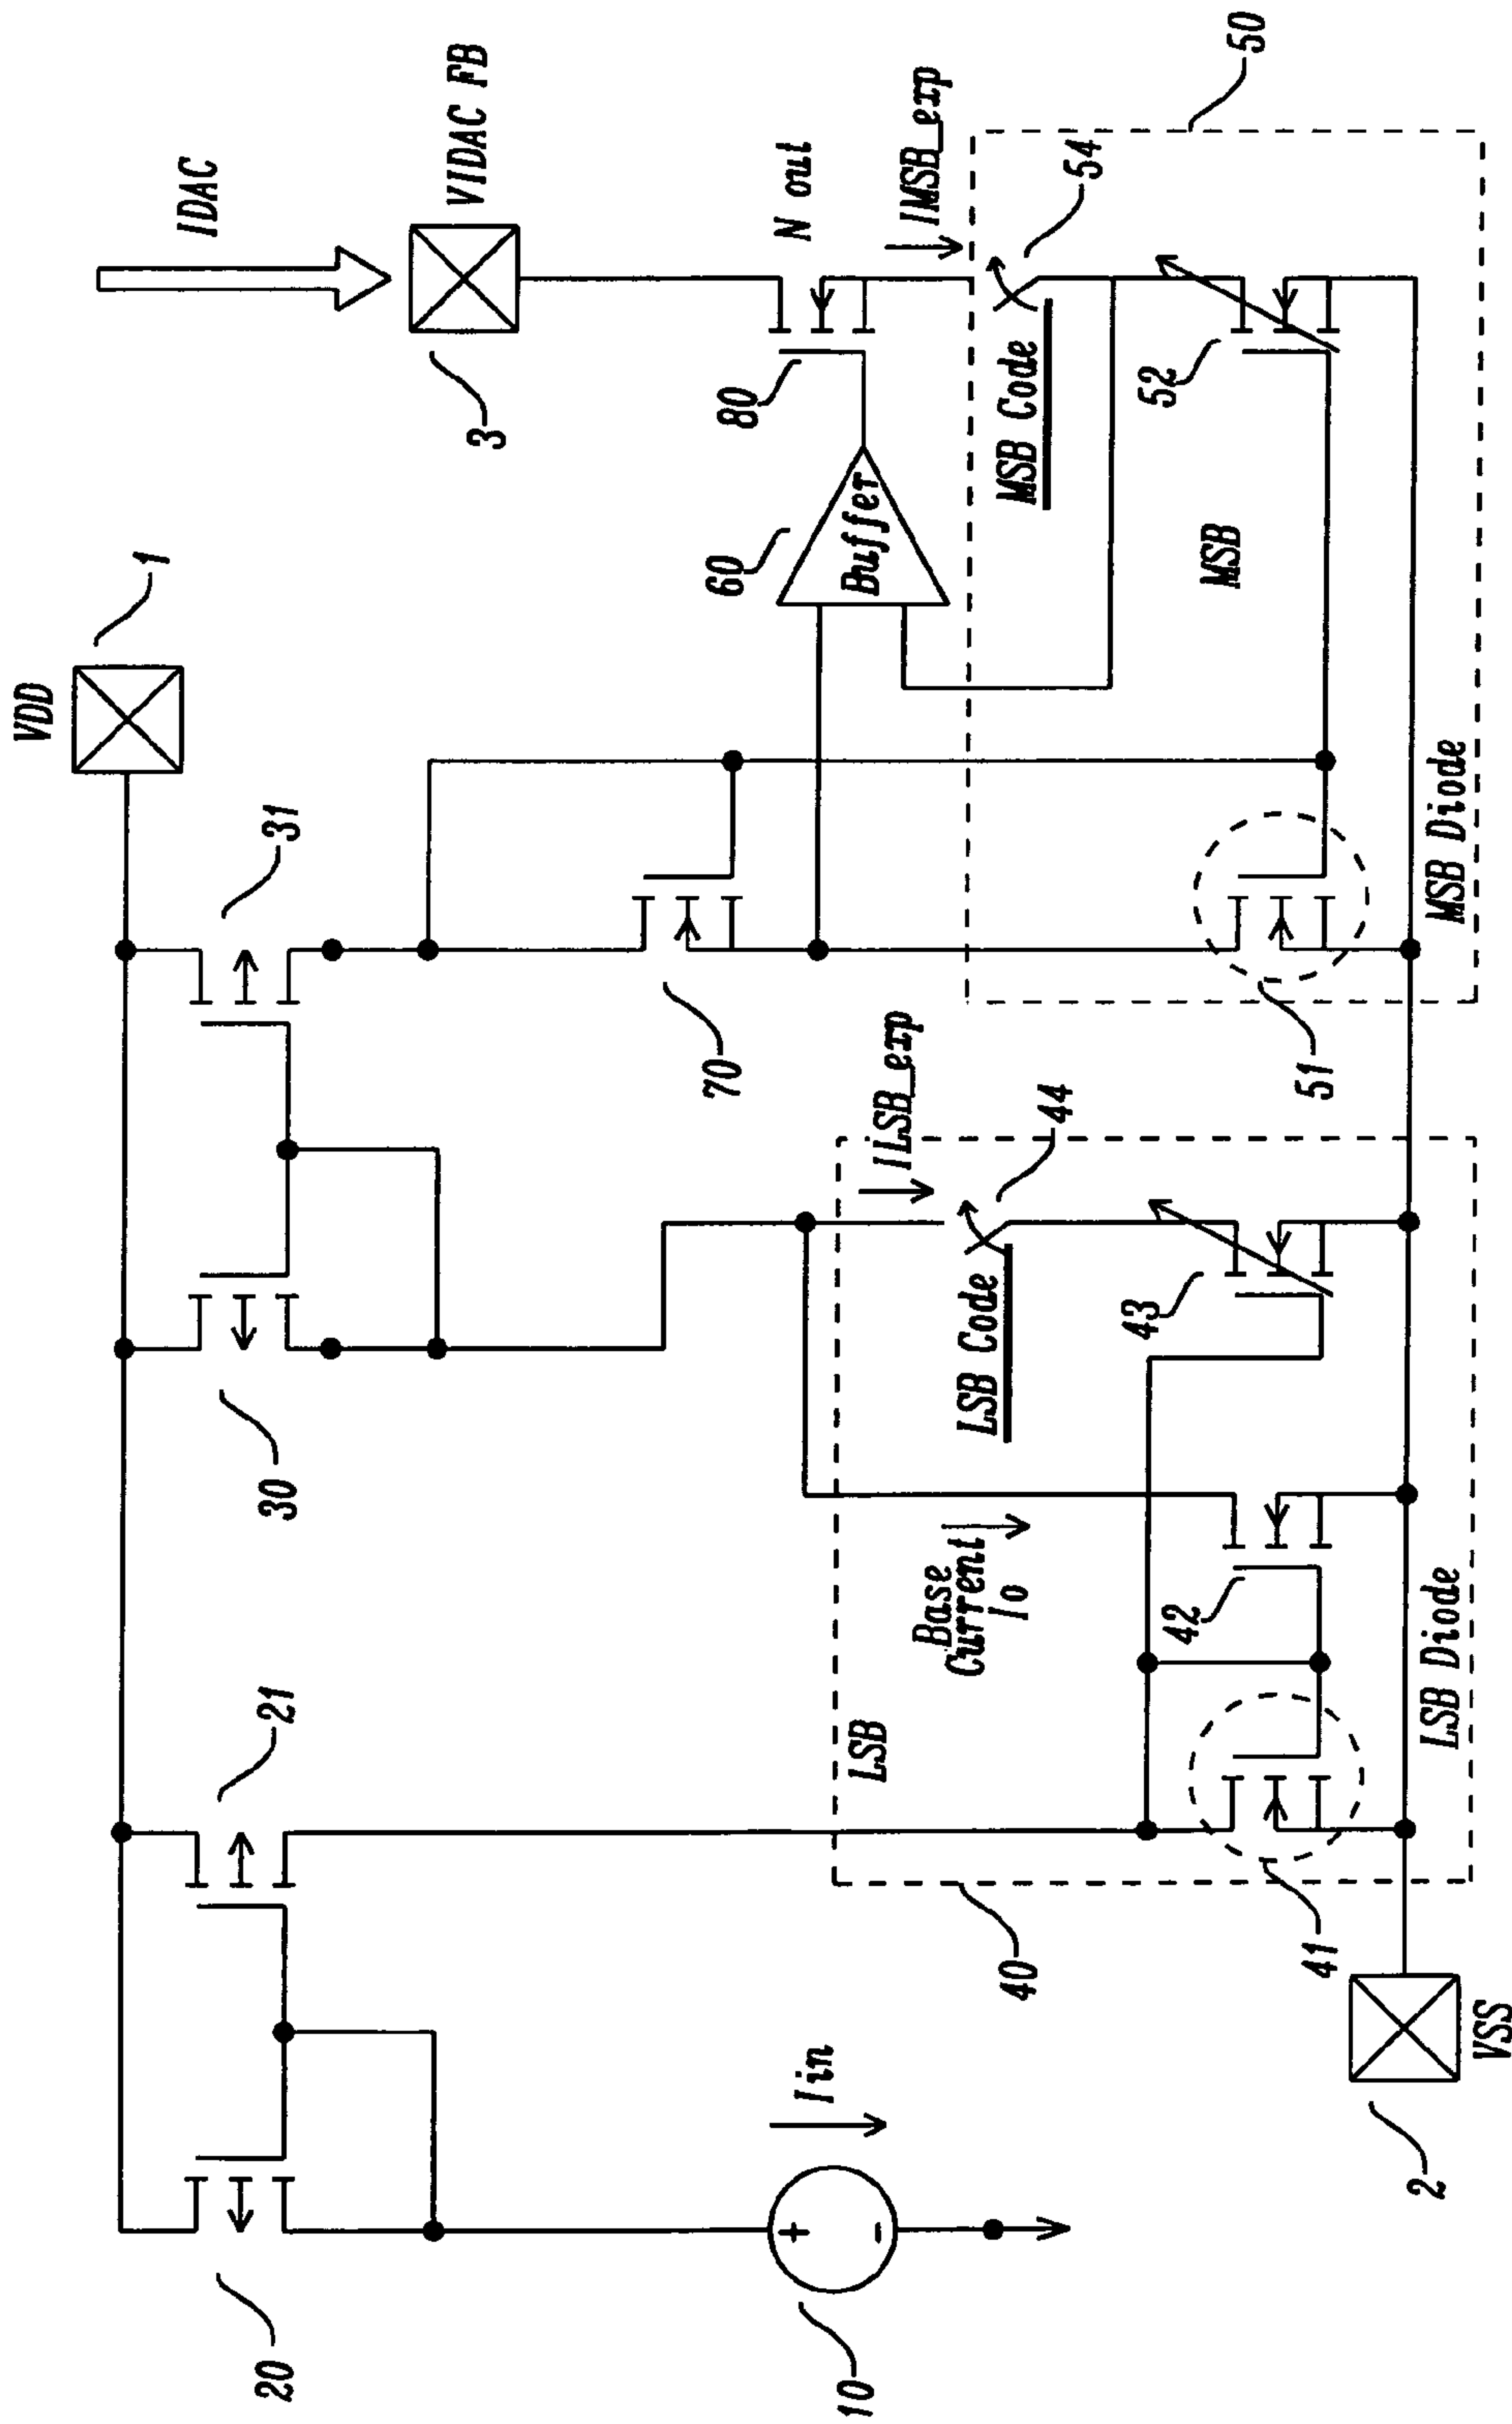 IDAC
VDD
1
VIDAC FB
3
20
21
30
31
N out
80
60
Buffer
70
IMSB_exp
50
54
MSB Code
52
MSB
MSB Diode
51
ILSB_exp
44
LSB Code
43
Base
Current
Io
42
LSB
LSB Diode
41
40
Iin
+
-
10
2
VSS